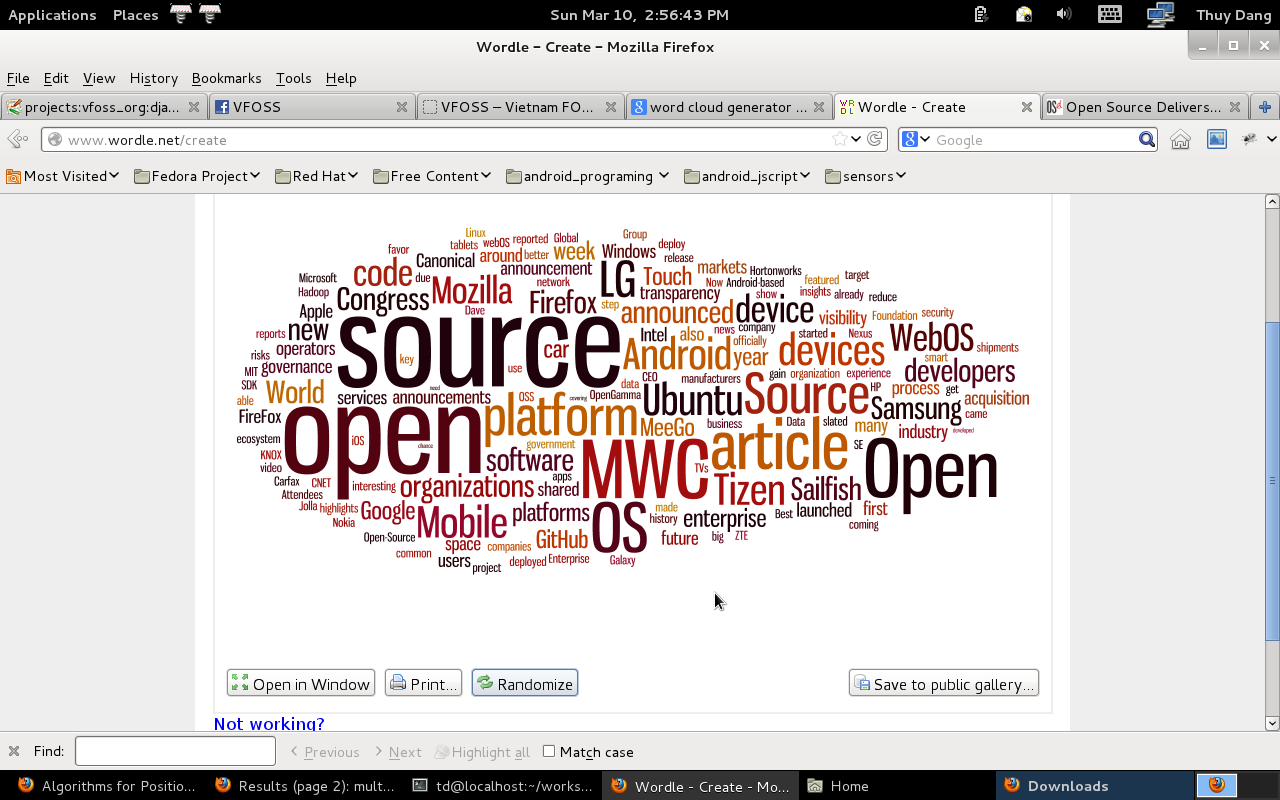 Applications Places Sun Mar 10, 2:56:43 PM Thuy Dang
Wordle - Create - Mozilla Firefox
File Edit View History Bookmarks Tools Help
projects:vfoss_org:dja... VFOSS VFOSS — Vietnam FO... word cloud generator ... Wordle - Create Open Source Delivers...
www.wordle.net/create Google
Most Visited Fedora Project Red Hat Free Content android_programing android_jscript sensors
Linux Group
favor tablets webOS reported Global better week Windows deploy
Canonical around release
Microsoft code due announcement LG Touch markets Hortonworks featured target
Hadoop Congress Mozilla network Now Android-based
Apple Firefox step transparency show insights already reduce
Dave announced device visibility Foundation security
reports new source Intel also news company started Nexus WebOS
risks operators key use car Android officially year devices smart shipments
MIT governance CEO manufacturers gain organization experience developers
SDK World need data HP process get
able services announcements OSS covering OpenGamma Ubuntu Source Samsung acquisition
FireFox open platform MeeGo business Data slated many came
ecosystem iOS chance government article SE industry developed
KNOX software MWC TVs Open
video
Carfax CNET interesting organizations apps shared Tizen Sailfish
Attendees
Jolla highlights Google Mobile platforms OS made history enterprise Best launched first
Nokia coming
Open-Source space companies GitHub future big ZTE
common users project deployed Enterprise Galaxy
Open in Window Print... Randomize Save to public gallery...
Not working?
Find: Previous Next Highlight all Match case
Algorithms for Positio... Results (page 2): mult... td@localhost:~/works... Wordle - Create - Mo... Home Downloads